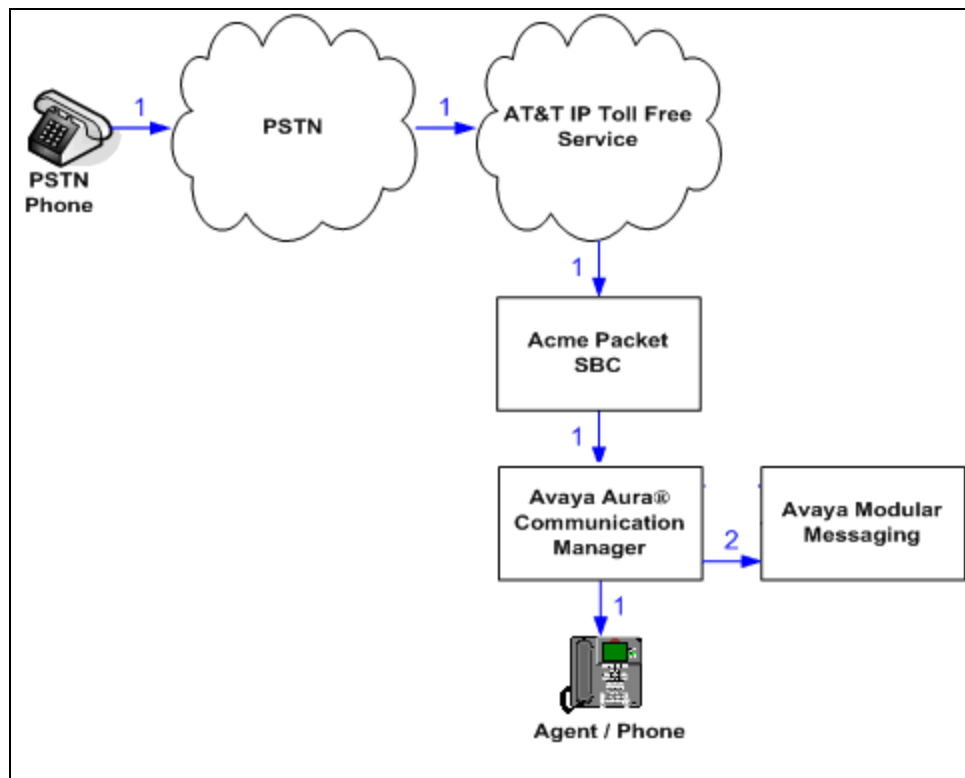 1
1
PSTN
AT&T IP Toll Free
Service
PSTN
Phone
1
Acme Packet
SBC
1
Avaya Aura®
Communication
Manager
2
Avaya Modular
Messaging
1
Agent / Phone